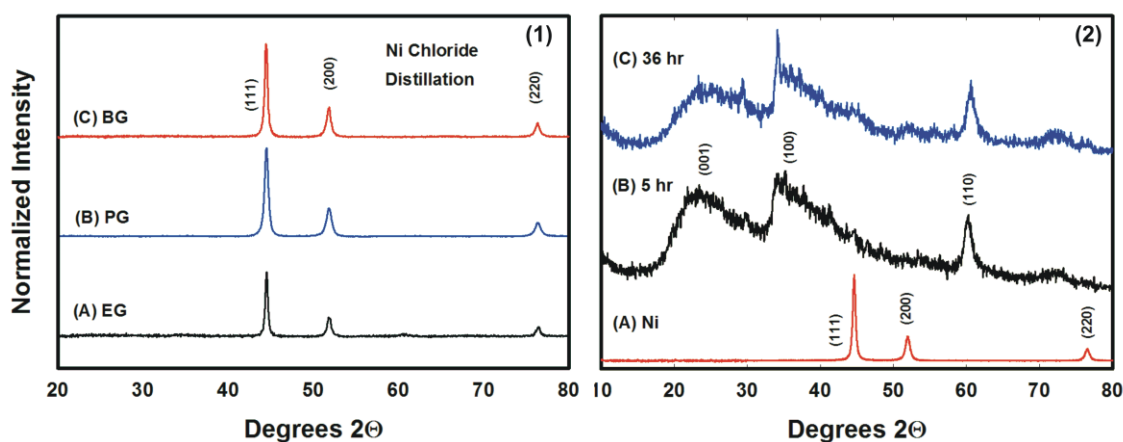 Normalized Intensity
(1)
Ni Chloride
Distillation
(C) BG
(111)
(200)
(220)
(B) PG
(A) EG
20 30 40 50 60 70 80
Degrees 2Θ
(2)
(C) 36 hr
(001)
(100)
(B) 5 hr
(110)
(A) Ni
(111)
(200)
(220)
10 20 30 40 50 60 70 80
Degrees 2Θ